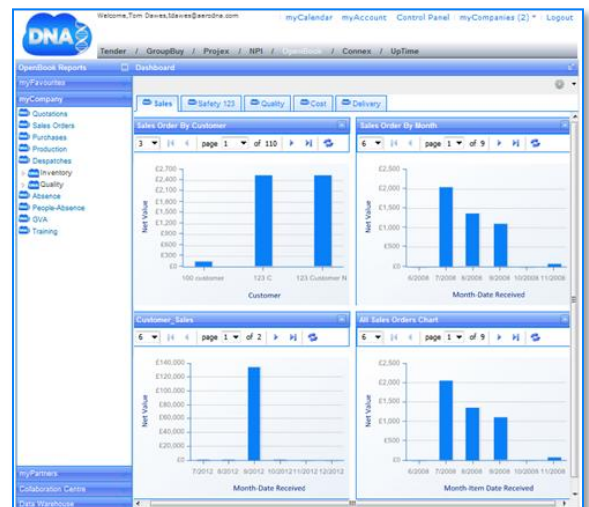 Welcome,Tom Dawes,tdawes@aerodna.com
myCalendar myAccount Control Panel myCompanies (2) Logout
DNA
Tender / GroupBuy / Projex / NPI / OpenBook / Connex / UpTime
OpenBook Reports
Dashboard
myFavourites
myCompany
Quotations
Sales Orders
Purchases
Production
Despatches
Inventory
Quality
Absence
People-Absence
GVA
Training
Sales
Safety 123
Quality
Cost
Delivery
Sales Order By Customer
3 page 1 of 110
£2,700
£2,400
£2,100
£1,800
£1,500
£1,200
£900
£600
£300
£0
Net Value
100 customer 123 C 123 Customer N
Customer
Sales Order By Month
6 page 1 of 9
£2,500
£2,000
£1,500
£1,000
£500
£0
Net Value
6/2008 7/2008 8/2008 9/2008 10/2008 11/2008
Month-Date Received
Customer_Sales
6 page 1 of 2
£140,000
£120,000
£100,000
£80,000
£60,000
£40,000
£20,000
£0
Net Value
7/2012 8/2012 9/2012 10/2012 11/2012 12/2012
Month-Date Received
All Sales Orders Chart
6 page 1 of 9
£2,500
£2,000
£1,500
£1,000
£500
£0
Net Value
6/2008 7/2008 8/2008 9/2008 10/2008 11/2008
Month-Item Date Received
myPartners
Collaboration Centre
Data Warehouse